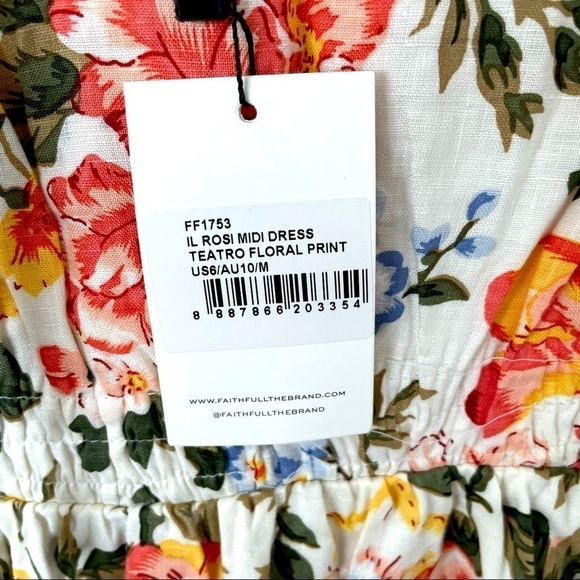 FF1753
IL ROSI MIDI DRESS
TEATRO FLORAL PRINT
US6/AU10/M
8 887866 203354
WWW.FAITHFULLTHEBRAND.COM
@FAITHFULLTHEBRAND